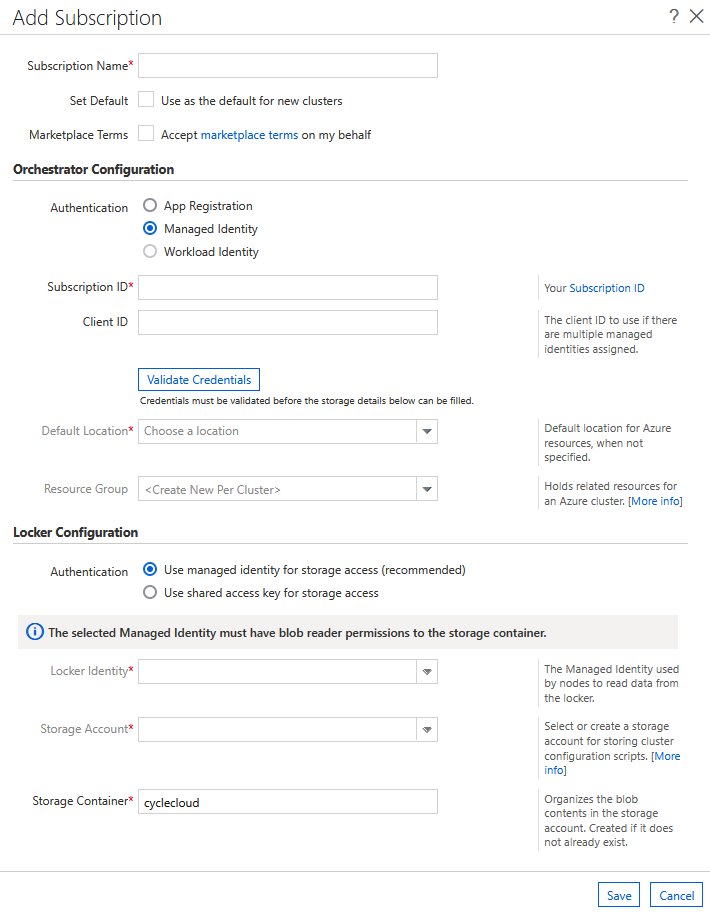 Add Subscription
?
Subscription Name*
Set Default Use as the default for new clusters
Marketplace Terms Accept marketplace terms on my behalf
Orchestrator Configuration
Authentication App Registration
Managed Identity
Workload Identity
Subscription ID* Your Subscription ID
Client ID The client ID to use if there
are multiple managed
identities assigned.
Validate Credentials
Credentials must be validated before the storage details below can be filled.
Default Location* Choose a location Default location for Azure
resources, when not
specified.
Resource Group <Create New Per Cluster> Holds related resources for
an Azure cluster. [More info]
Locker Configuration
Authentication Use managed identity for storage access (recommended)
Use shared access key for storage access
The selected Managed Identity must have blob reader permissions to the storage container.
Locker Identity* The Managed Identity used
by nodes to read data from
the locker.
Storage Account* Select or create a storage
account for storing cluster
configuration scripts. [More
info]
Storage Container* cyclecloud Organizes the blob
contents in the storage
account. Created if it does
not already exist.
Save Cancel